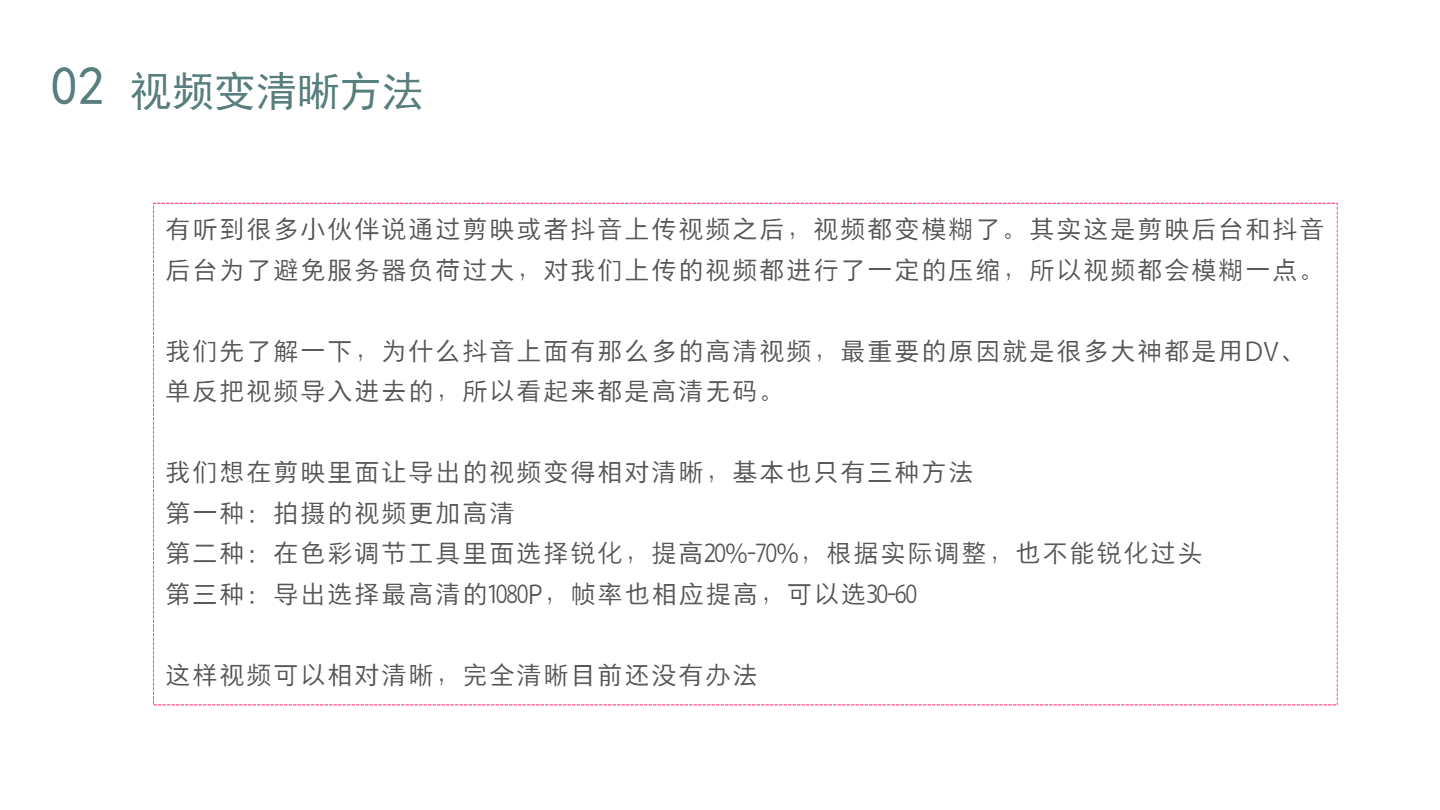 02 视频变清晰方法
有听到很多小伙伴说通过剪映或者抖音上传视频之后，视频都变模糊了。其实这是剪映后台和抖音
后台为了避免服务器负荷过大，对我们上传的视频都进行了一定的压缩，所以视频都会模糊一点。
我们先了解一下，为什么抖音上面有那么多的高清视频，最重要的原因就是很多大神都是用DV、
单反把视频导入进去的，所以看起来都是高清无码。
我们想在剪映里面让导出的视频变得相对清晰，基本也只有三种方法
第一种：拍摄的视频更加高清
第二种：在色彩调节工具里面选择锐化，提高20%-70%，根据实际调整，也不能锐化过头
第三种：导出选择最高清的1080P，帧率也相应提高，可以选30-60
这样视频可以相对清晰，完全清晰目前还没有办法